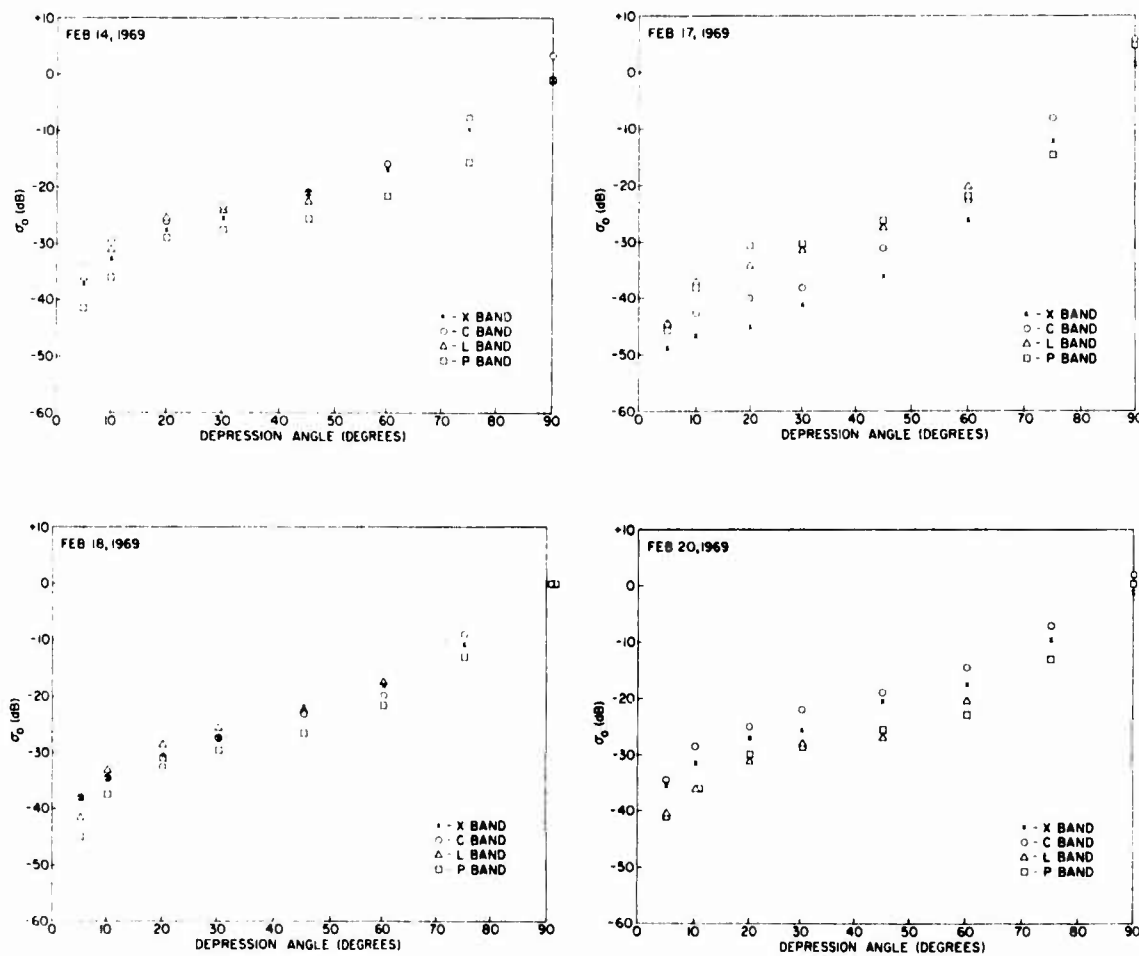 FEB 14, 1969
+10
0
-10
-20
-30
-40
-50
-60
σ₀ (dB)
• - X BAND
○ - C BAND
△ - L BAND
□ - P BAND
0 10 20 30 40 50 60 70 80 90
DEPRESSION ANGLE (DEGREES)
FEB 17, 1969
+10
0
-10
-20
-30
-40
-50
-60
σ₀ (dB)
▴ - X BAND
○ - C BAND
△ - L BAND
□ - P BAND
0 10 20 30 40 50 60 70 80 90
DEPRESSION ANGLE (DEGREES)
FEB 18, 1969
+10
0
-10
-20
-30
-40
-50
-60
σ₀ (dB)
x - X BAND
○ - C BAND
△ - L BAND
□ - P BAND
0 10 20 30 40 50 60 70 80 90
DEPRESSION ANGLE (DEGREES)
FEB 20, 1969
+10
0
-10
-20
-30
-40
-50
-60
σ₀ (dB)
x - X BAND
○ - C BAND
△ - L BAND
□ - P BAND
0 10 20 30 40 50 60 70 80 90
DEPRESSION ANGLE (DEGREES)